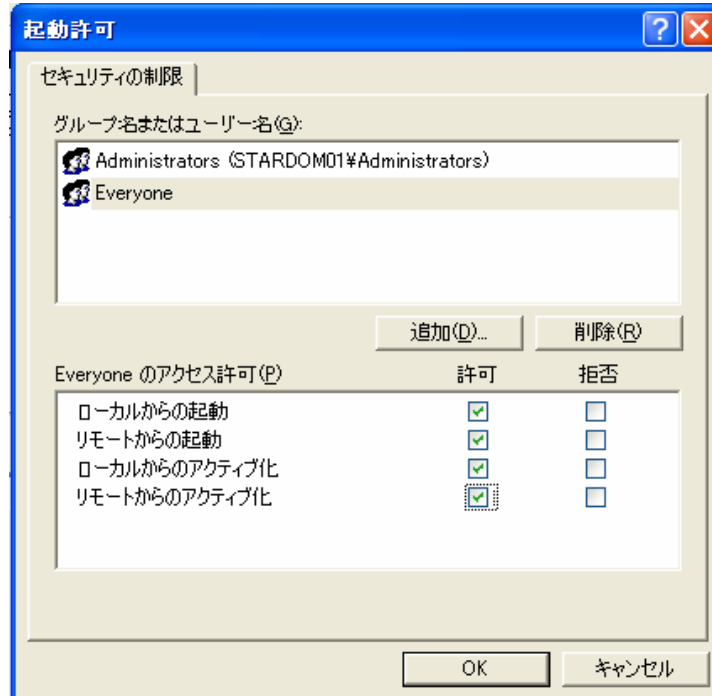 起動許可
セキュリティの制限
グループ名またはユーザー名(G):
Administrators (STARDOM01¥Administrators)
Everyone
追加(D)... 削除(R)
Everyone のアクセス許可(P) 許可 拒否
ローカルからの起動
リモートからの起動
ローカルからのアクティブ化
リモートからのアクティブ化
OK キャンセル